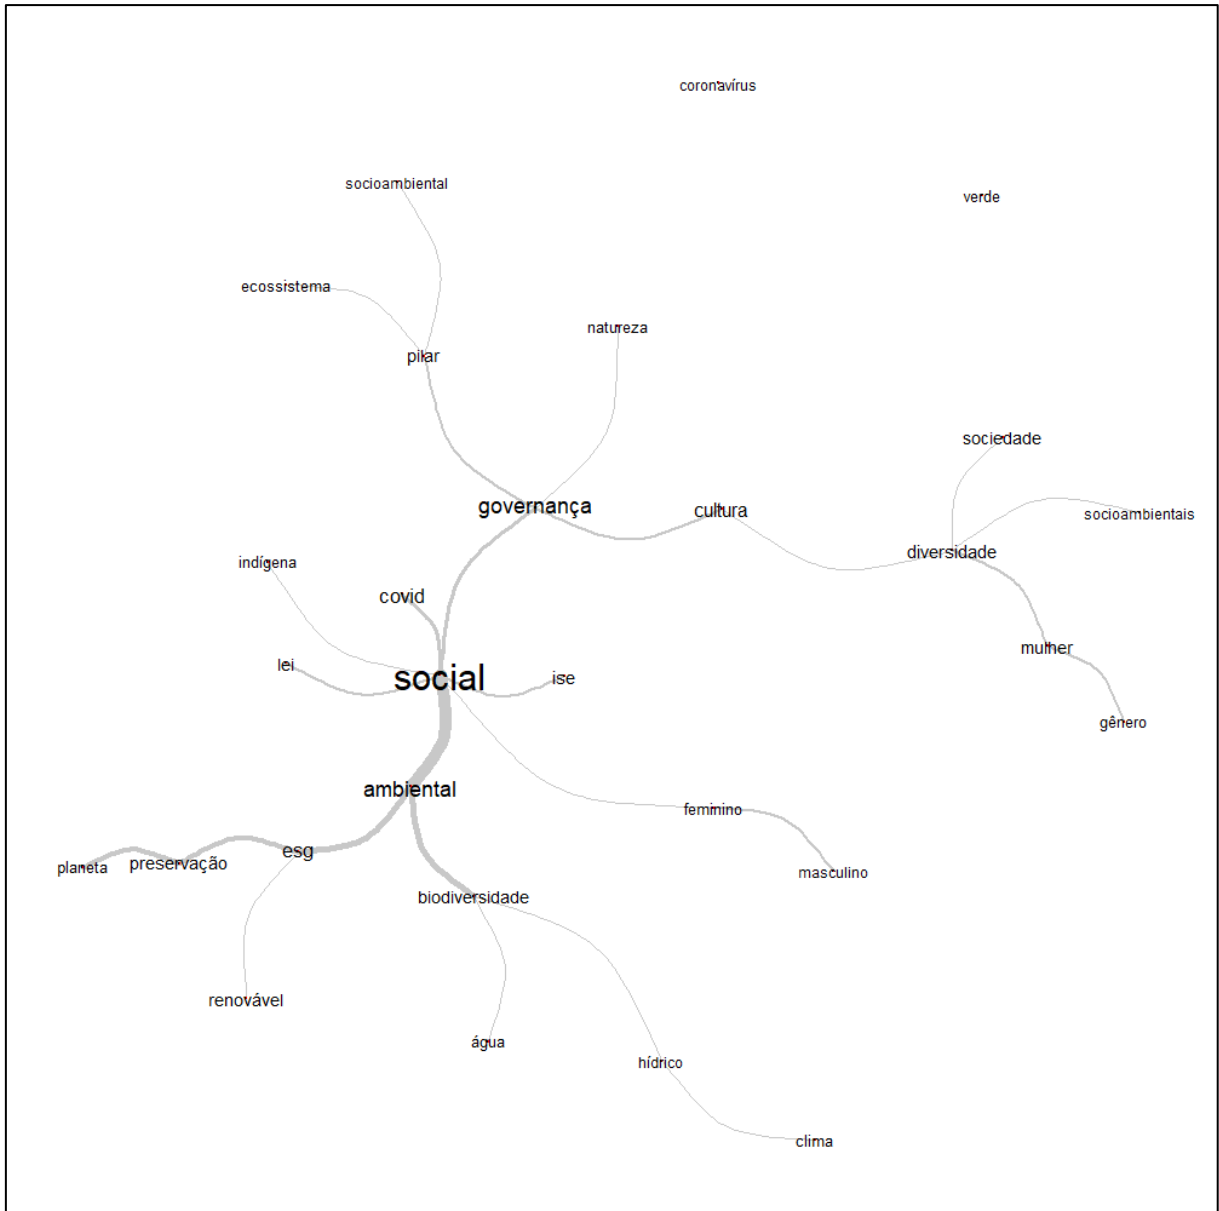 coronavírus
socioambiental
verde
ecossistema
natureza
pilar
sociedade
governança
cultura
socioambientais
diversidade
indígena
covid
mulher
lei
social
ise
gênero
ambiental
feminino
esg
planeta
preservação
masculino
biodiversidade
renovável
água
hídrico
clima